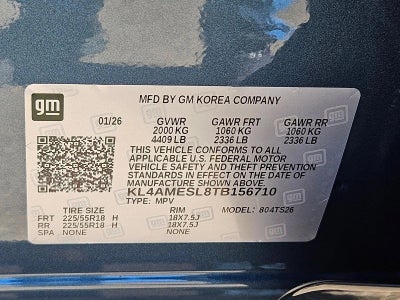 gm
MFD BY GM KOREA COMPANY
01/26 GVWR GAWR FRT GAWR RR
2000 KG 1060 KG 1060 KG
4409 LB 2336 LB 2336 LB
THIS VEHICLE CONFORMS TO ALL
APPLICABLE U.S. FEDERAL MOTOR
VEHICLE SAFETY AND THEFT PREVENTION
STANDARDS IN EFFECT ON THE DATE OF
MANUFACTURE SHOWN ABOVE.
KL4AMESL8TB156710
TYPE: MPV MODEL: 804TS26
TIRE SIZE RIM
FRT 225/55R18 H 18X7.5J
RR 225/55R18 H 18X7.5J
SPA NONE NONE